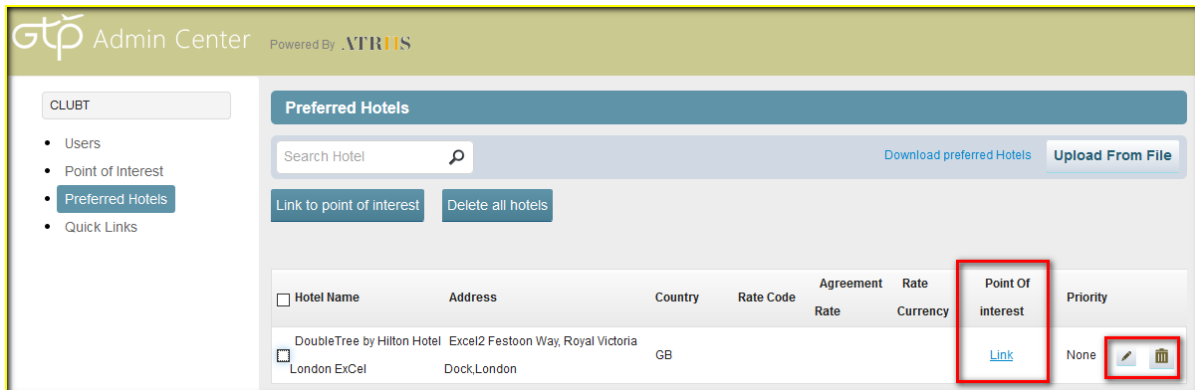 gtp Admin Center Powered By ATRIIS
CLUBT
Users
Point of Interest
Preferred Hotels
Quick Links
Preferred Hotels
Search Hotel
Download preferred Hotels Upload From File
Link to point of interest Delete all hotels
Hotel Name Address Country Rate Code Agreement Rate Rate Currency Point Of interest Priority
DoubleTree by Hilton Hotel Excel2 Festoon Way, Royal Victoria
London ExCel Dock,London GB Link None